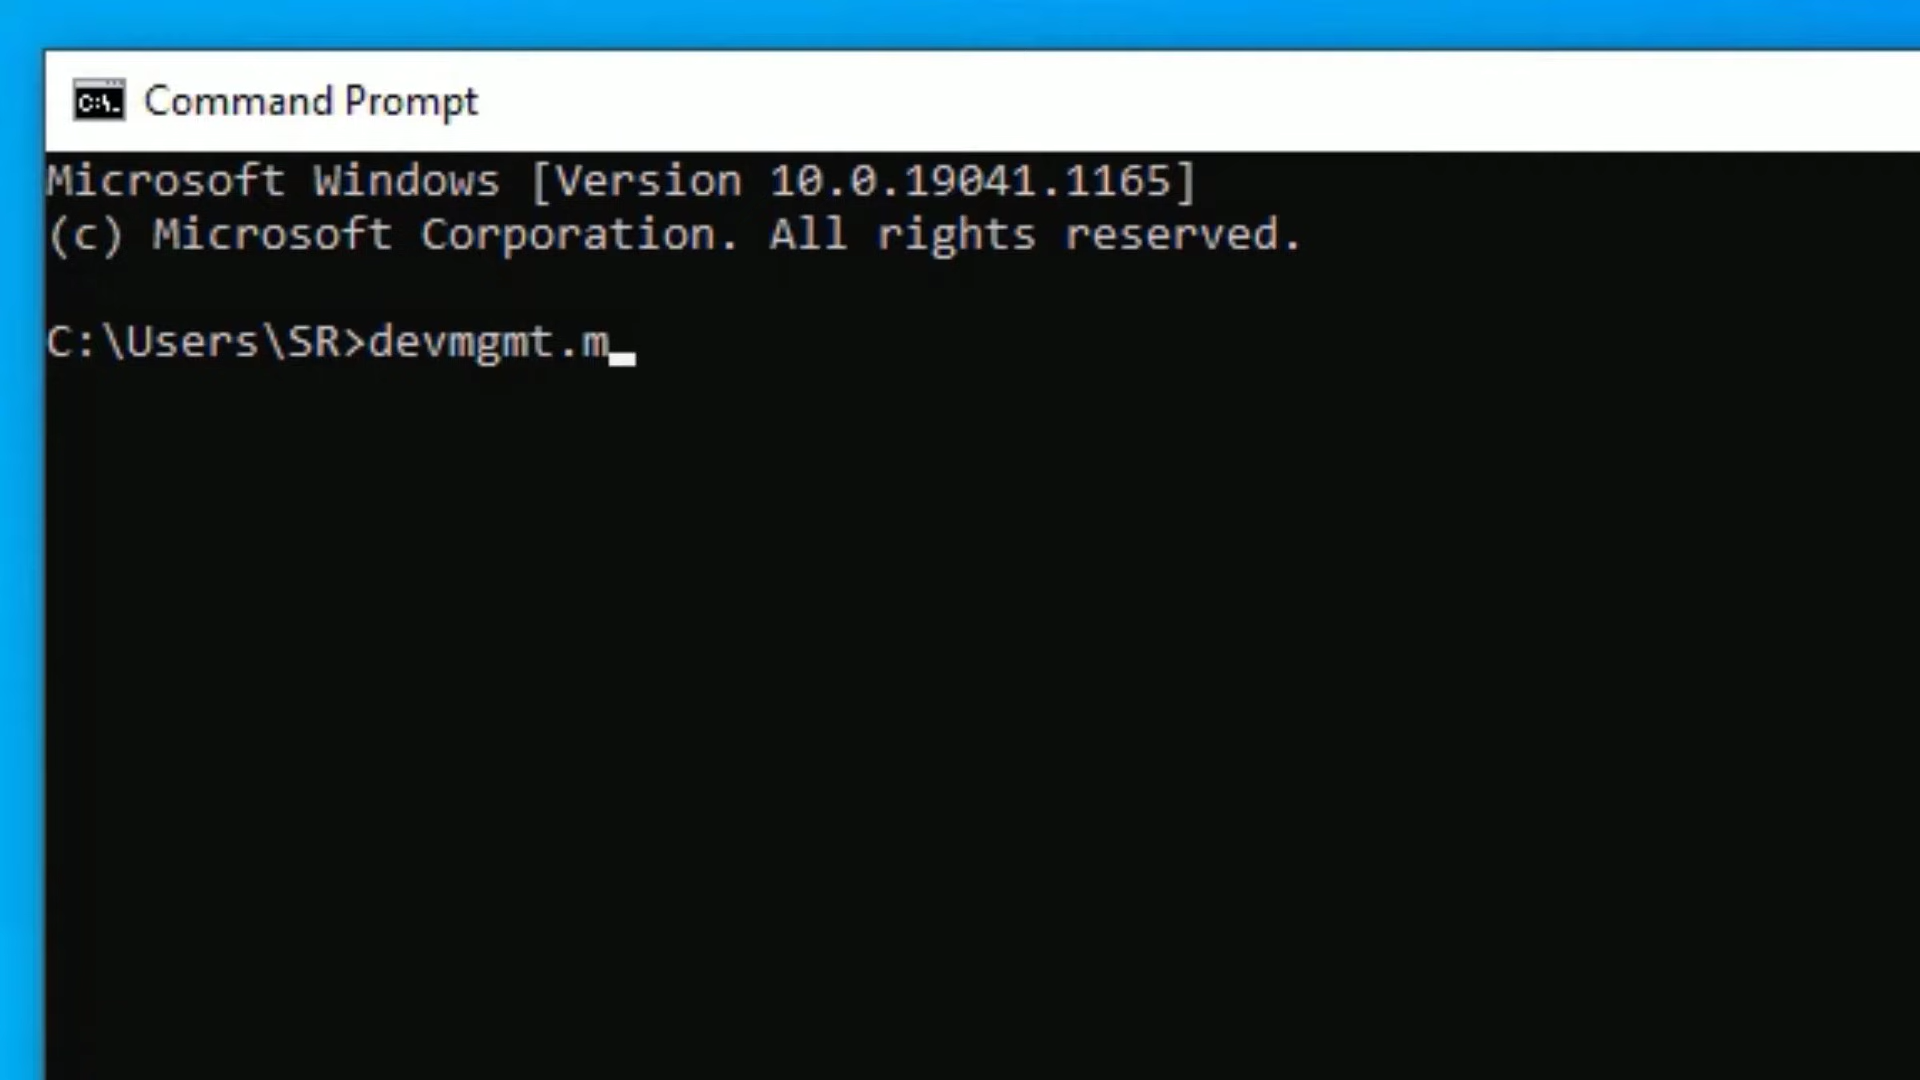 C:\.
Command Prompt
Microsoft Windows [Version 10.0.19041.1165]
(c) Microsoft Corporation. All rights reserved.
C:\Users\SR>devmgmt.m